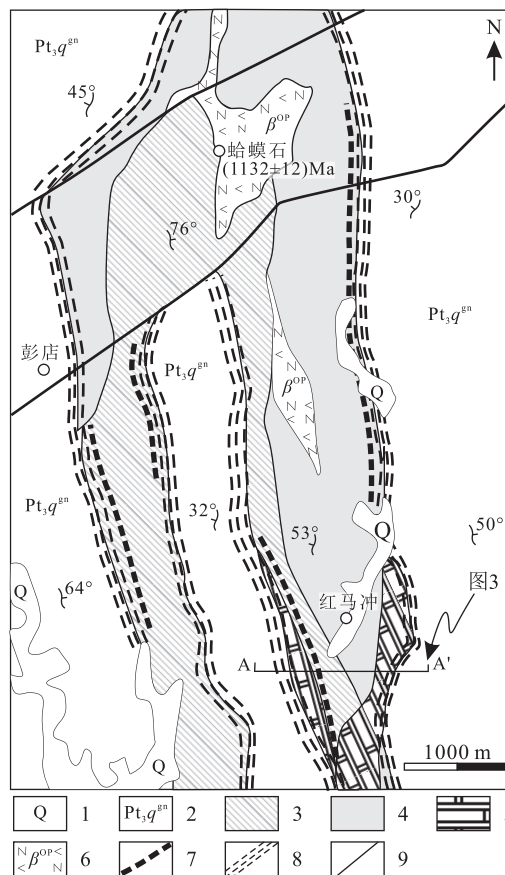 Pt₃qᵍⁿ
N
45°
βᴼᴾ
蛤蟆石
(1132±12)Ma
30°
76°
Pt₃qᵍⁿ
彭店
Pt₃qᵍⁿ
βᴼᴾ
Q
Pt₃qᵍⁿ
32°
Q
50°
53°
Q
64°
图3
红马冲
A
A'
Q
1000 m
Q 1 Pt₃qᵍⁿ 2 3 4
βᴼᴾ 6 7 8 9